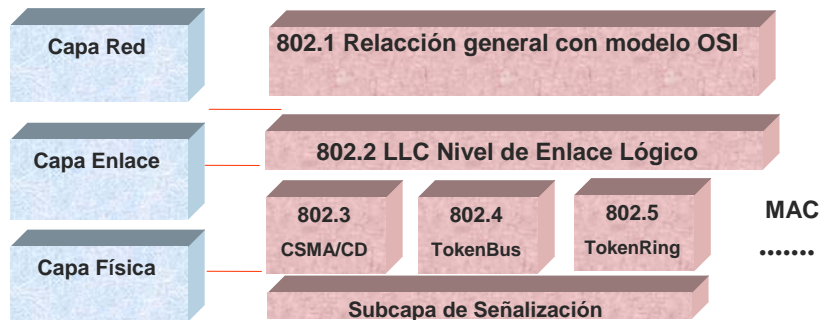 Capa Red
802.1 Relacción general con modelo OSI
Capa Enlace
802.2 LLC Nivel de Enlace Lógico
802.3
CSMA/CD
802.4
TokenBus
802.5
TokenRing
MAC
.......
Capa Física
Subcapa de Señalización